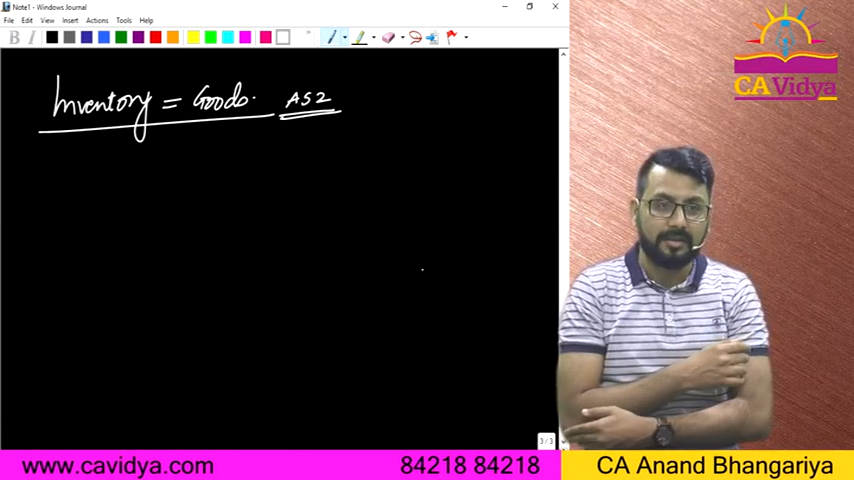 Note1 - Windows Journal
File Edit View Insert Actions Tools Help
B I
Inventory = Goods. AS2
3 / 3
CA Vidya
www.cavidya.com
84218 84218
CA Anand Bhangariya